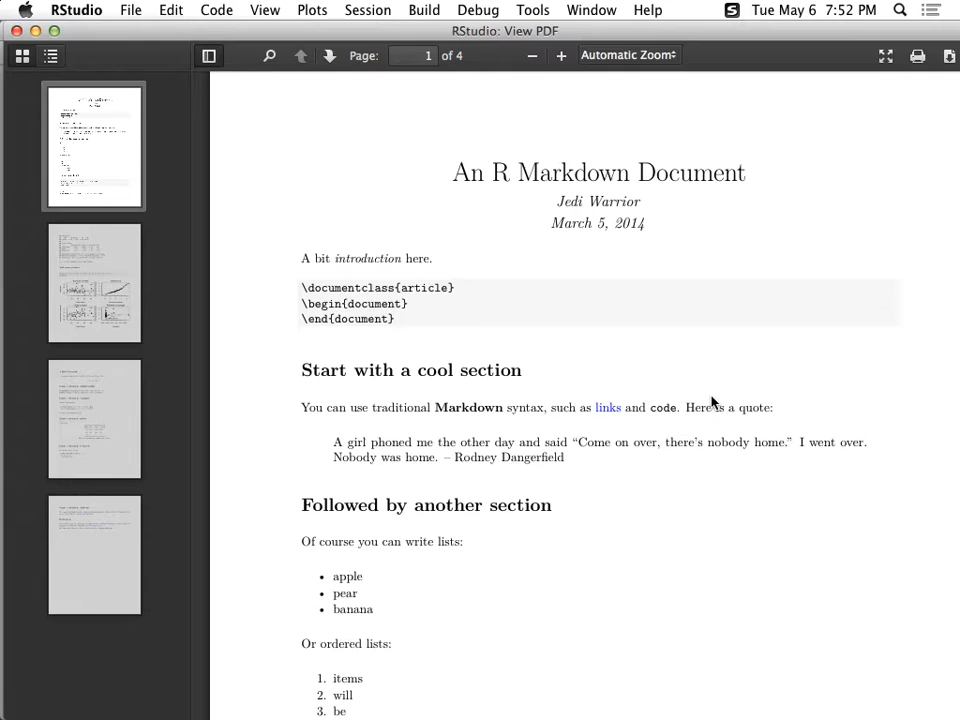 RStudio File Edit Code View Plots Session Build Debug Tools Window Help S Tue May 6 7:52 PM
RStudio: View PDF
Page: 1 of 4 Automatic Zoom
An R Markdown Document
Jedi Warrior
March 5, 2014
A bit introduction here.
\documentclass{article}
\begin{document}
\end{document}
Start with a cool section
You can use traditional Markdown syntax, such as links and code. Here is a quote:
A girl phoned me the other day and said “Come on over, there’s nobody home.” I went over.
Nobody was home. – Rodney Dangerfield
Followed by another section
Of course you can write lists:
• apple
• pear
• banana
Or ordered lists:
1. items
2. will
3. be